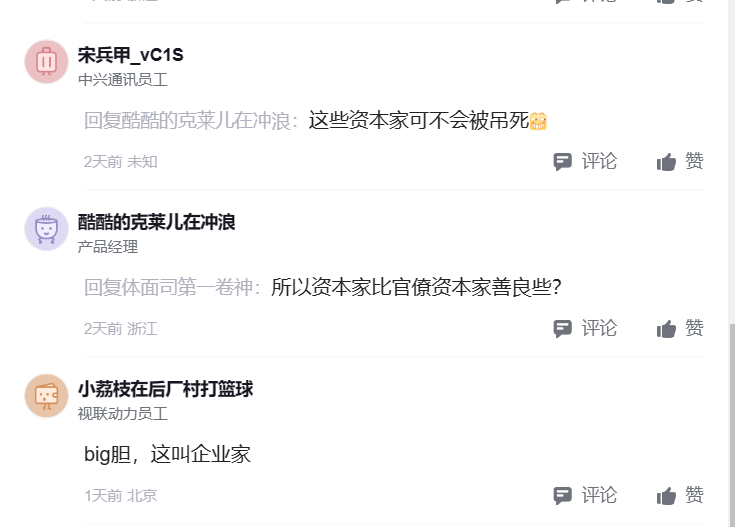 评论 赞
宋兵甲_vC1S
中兴通讯员工
回复酷酷的克莱儿在冲浪：这些资本家可不会被吊死
2天前 未知 评论 赞
酷酷的克莱儿在冲浪
产品经理
回复体面司第一卷神：所以资本家比官僚资本家善良些？
2天前 浙江 评论 赞
小荔枝在后厂村打篮球
视联动力员工
big胆，这叫企业家
1天前 北京 评论 赞